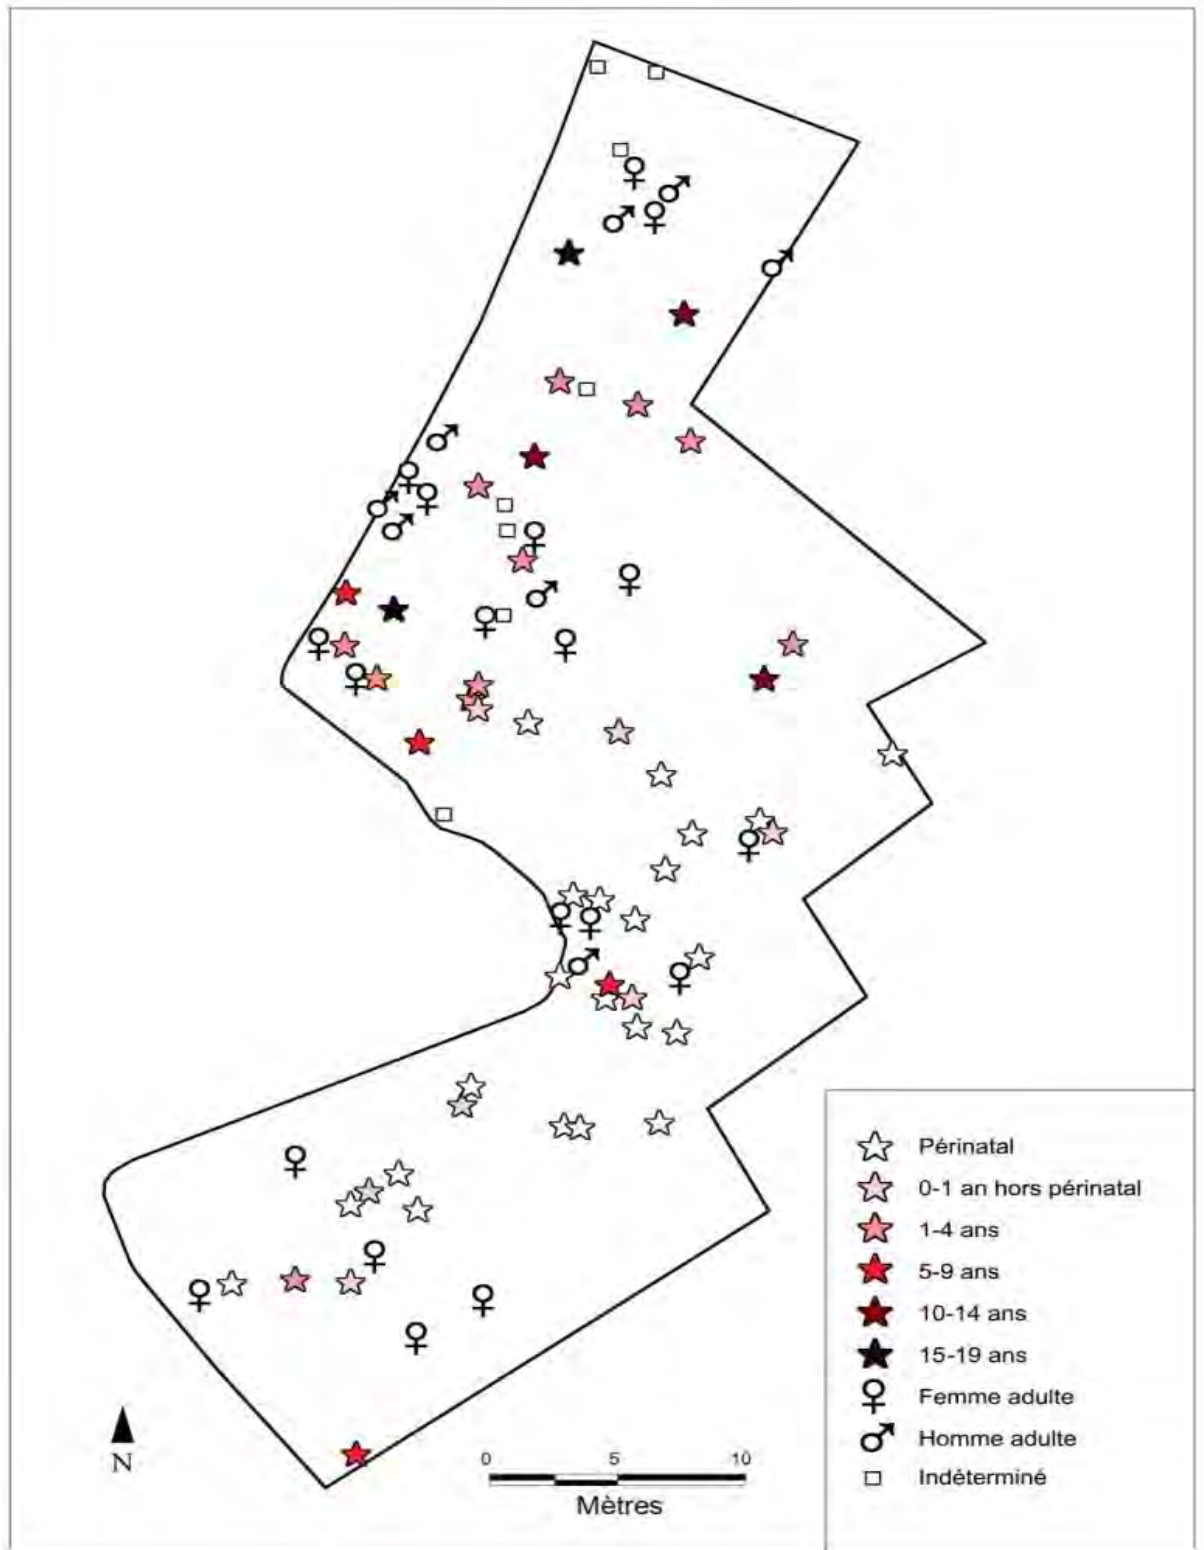 Périnatal
0-1 an hors périnatal
1-4 ans
5-9 ans
10-14 ans
15-19 ans
Femme adulte
Homme adulte
Indéterminé
N
0 5 10
Mètres